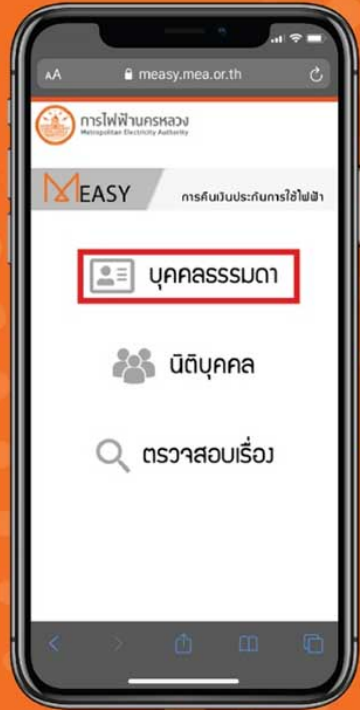 AA measy.mea.or.th
การไฟฟ้านครหลวง
Metropolitan Electricity Authority
MEASY การคืนเงินประกันการใช้ไฟฟ้า
บุคคลธรรมดา
นิติบุคคล
ตรวจสอบเรื่อง